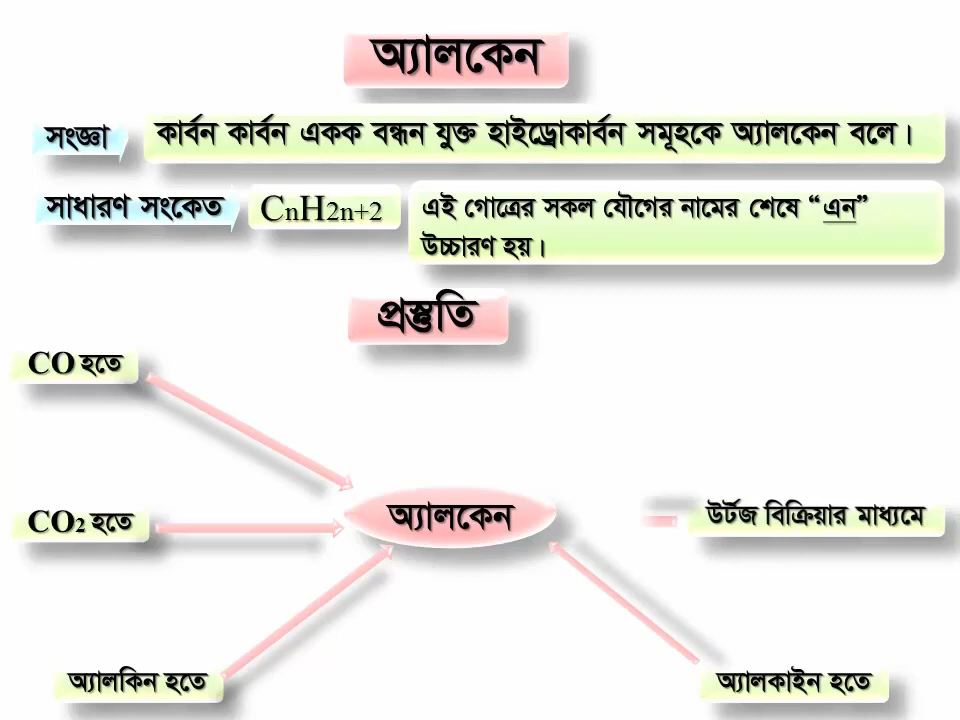 অ্যালকেন
সংজ্ঞা
কার্বন কার্বন একক বন্ধন যুক্ত হাইড্রোকার্বন সমূহকে অ্যালকেন বলে।
সাধারণ সংকেত
CnH2n+2
এই গোত্রের সকল যৌগের নামের শেষে “এন”
উচ্চারণ হয়।
প্রস্তুতি
CO হতে
CO2 হতে
অ্যালকেন
উর্টজ বিক্রিয়ার মাধ্যমে
অ্যালকিন হতে
অ্যালকাইন হতে